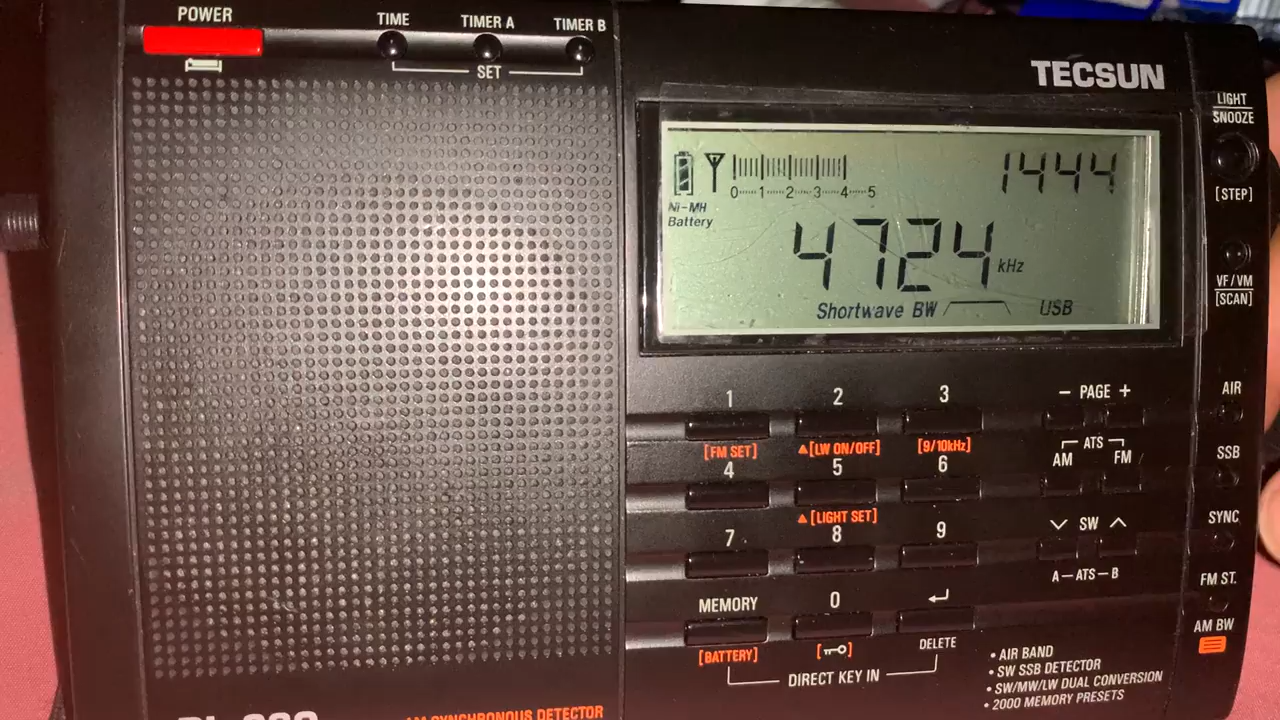 POWER
TIME
TIMER A
TIMER B
SET
TECSUN
LIGHT
SNOOZE
[STEP]
Ni-MH
Battery
0 1 2 3 4 5
1444
4724 kHz
Shortwave BW USB
VF/VM
[SCAN]
1 2 3
- PAGE +
AIR
[FM SET] ▲[LW ON/OFF] [9/10kHz]
ATS
AM FM
4 5 6
SSB
▲[LIGHT SET]
7 8 9
SW
SYNC
A-ATS-B
FM ST.
MEMORY 0
AM BW
[BATTERY]
DELETE
DIRECT KEY IN
• AIR BAND
• SW SSB DETECTOR
• SW/MW/LW DUAL CONVERSION
• 2000 MEMORY PRESETS
SYNCHRONOUS DETECTOR